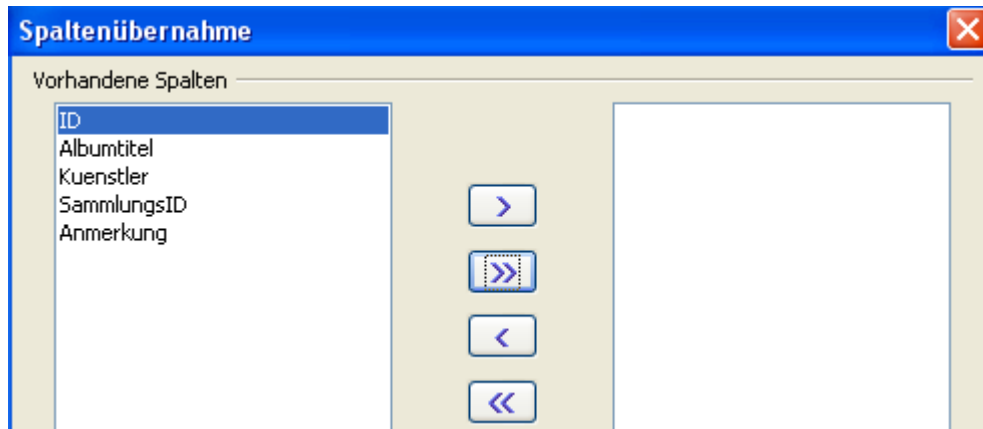 Spaltenübernahme
Vorhandene Spalten
ID
Albumtitel
Kuenstler
SammlungsID
Anmerkung
>
>>
<
<<